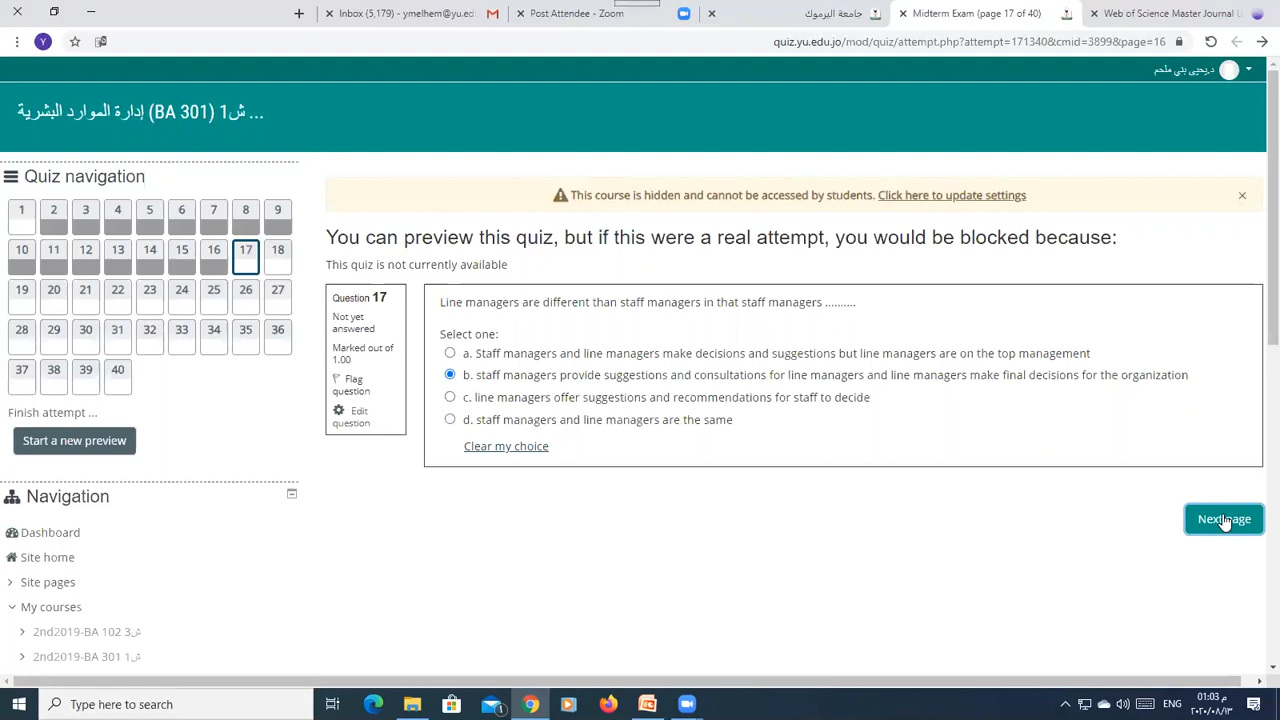 Inbox (5,179) - ymelhem@yu.ed
Post Attendee - Zoom
جامعة اليرموك
Midterm Exam (page 17 of 40)
Web of Science Master Journal
Y
quiz.yu.edu.jo/mod/quiz/attempt.php?attempt=171340&cmid=3899&page=16
د.يحيى بني ملحم
إدارة الموارد البشرية (BA 301) ش1 ...
Quiz navigation
1 2 3 4 5 6 7 8 9
10 11 12 13 14 15 16 17 18
19 20 21 22 23 24 25 26 27
28 29 30 31 32 33 34 35 36
37 38 39 40
Finish attempt ...
Start a new preview
Navigation
Dashboard
Site home
Site pages
My courses
2nd2019-BA 102 ش3
2nd2019-BA 301 ش1
This course is hidden and cannot be accessed by students. Click here to update settings
You can preview this quiz, but if this were a real attempt, you would be blocked because:
This quiz is not currently available
Question 17
Not yet
answered
Marked out of
1.00
Flag
question
Edit
question
Line managers are different than staff managers in that staff managers ..........
Select one:
a. Staff managers and line managers make decisions and suggestions but line managers are on the top management
b. staff managers provide suggestions and consultations for line managers and line managers make final decisions for the organization
c. line managers offer suggestions and recommendations for staff to decide
d. staff managers and line managers are the same
Clear my choice
Next page
Type here to search
ENG
01:03 م
٢٠٢٠/٠٨/١٣